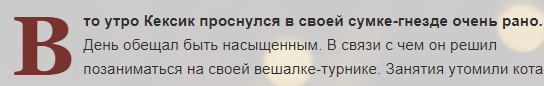 В то утро Кексик проснулся в своей сумке-гнезде очень рано.
День обещал быть насыщенным. В связи с чем он решил
позаниматься на своей вешалке-турнике. Занятия утомили кота